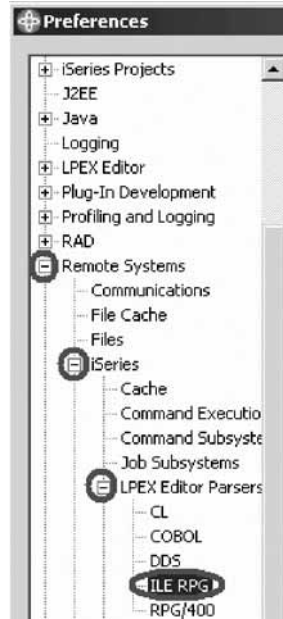 Preferences
iSeries Projects
J2EE
Java
Logging
LPEX Editor
Plug-In Development
Profiling and Logging
RAD
Remote Systems
Communications
File Cache
Files
iSeries
Cache
Command Executio
Command Subsyste
Job Subsystems
LPEX Editor Parsers
CL
COBOL
DDS
ILE RPG
RPG/400